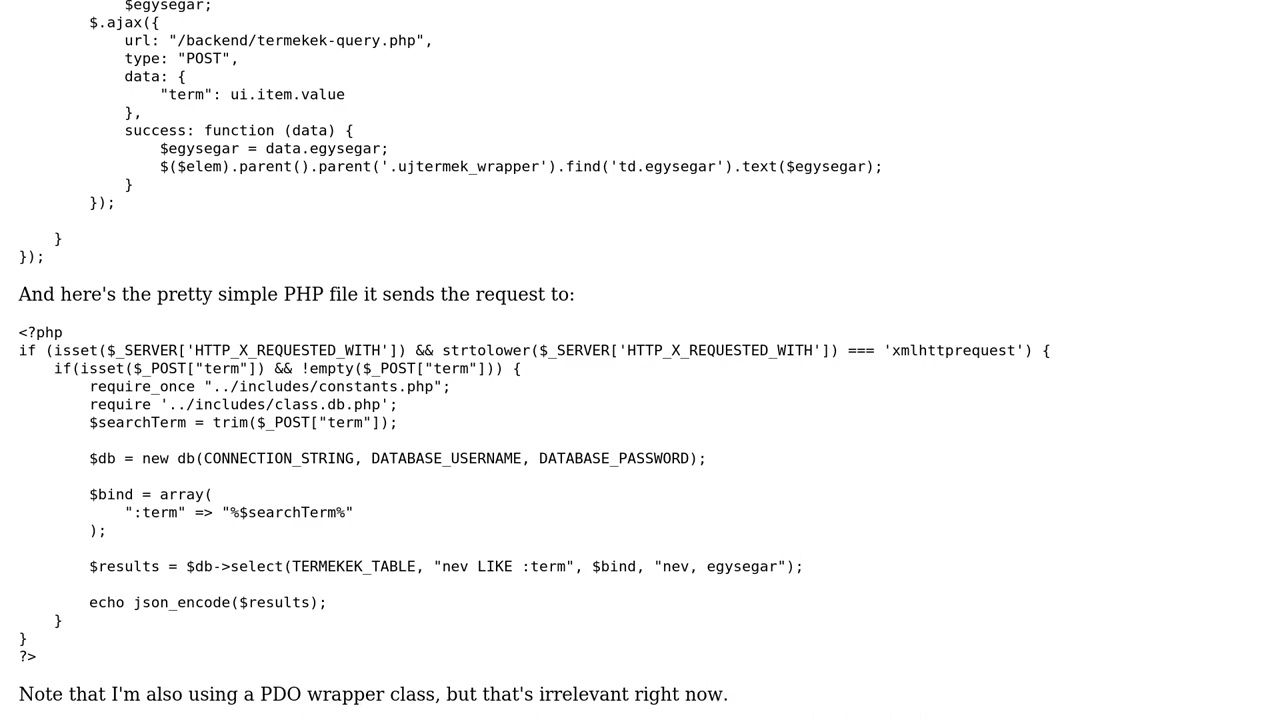 $egysegar;
        $.ajax({
            url: "/backend/termekek-query.php",
            type: "POST",
            data: {
                "term": ui.item.value
            },
            success: function (data) {
                $egysegar = data.egysegar;
                $($elem).parent().parent('.ujtermek_wrapper').find('td.egysegar').text($egysegar);
            }
        });

    }
});
And here's the pretty simple PHP file it sends the request to:
<?php
if (isset($_SERVER['HTTP_X_REQUESTED_WITH']) && strtolower($_SERVER['HTTP_X_REQUESTED_WITH']) === 'xmlhttprequest') {
    if(isset($_POST["term"]) && !empty($_POST["term"])) {
        require_once "../includes/constants.php";
        require '../includes/class.db.php';
        $searchTerm = trim($_POST["term"]);

        $db = new db(CONNECTION_STRING, DATABASE_USERNAME, DATABASE_PASSWORD);

        $bind = array(
            ":term" => "%$searchTerm%"
        );

        $results = $db->select(TERMEKEK_TABLE, "nev LIKE :term", $bind, "nev, egysegar");

        echo json_encode($results);
    }
}
?>
Note that I'm also using a PDO wrapper class, but that's irrelevant right now.